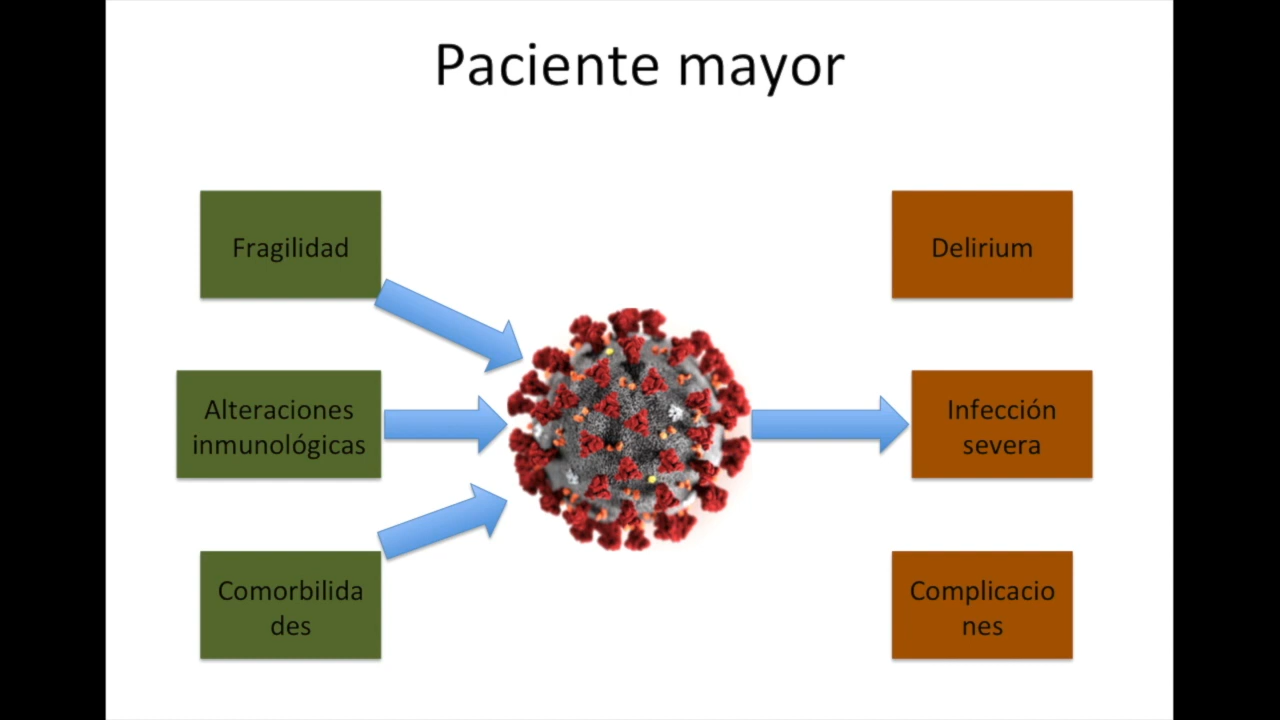 Paciente mayor
Fragilidad
Delirium
Alteraciones
inmunológicas
Infección
severa
Comorbilida
des
Complicacio
nes